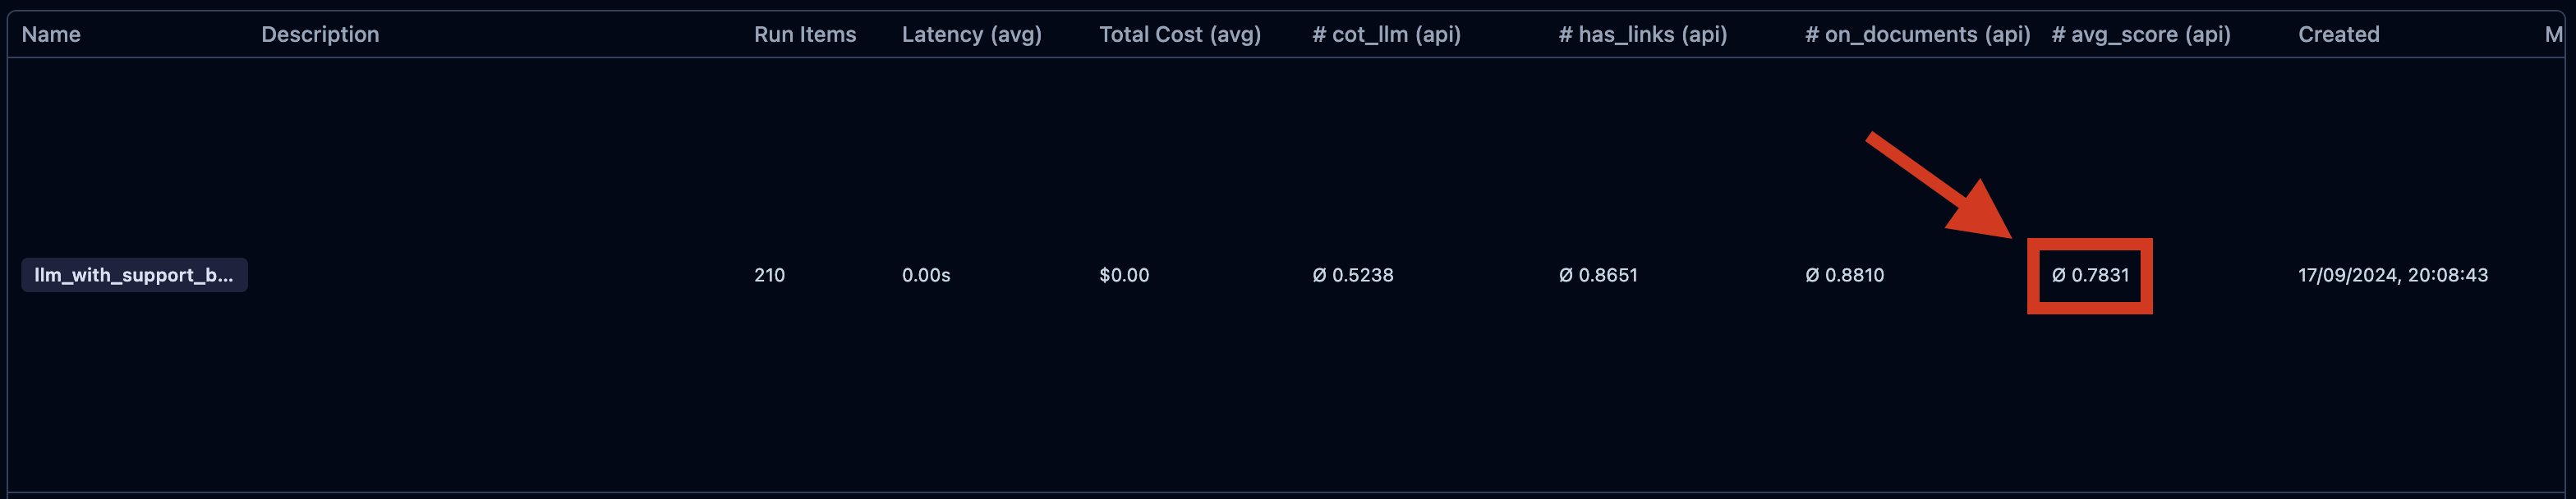 Name Description Run Items Latency (avg) Total Cost (avg) # cot_llm (api) # has_links (api) # on_documents (api) # avg_score (api) Created M
llm_with_support_b... 210 0.00s $0.00 Ø 0.5238 Ø 0.8651 Ø 0.8810 Ø 0.7831 17/09/2024, 20:08:43